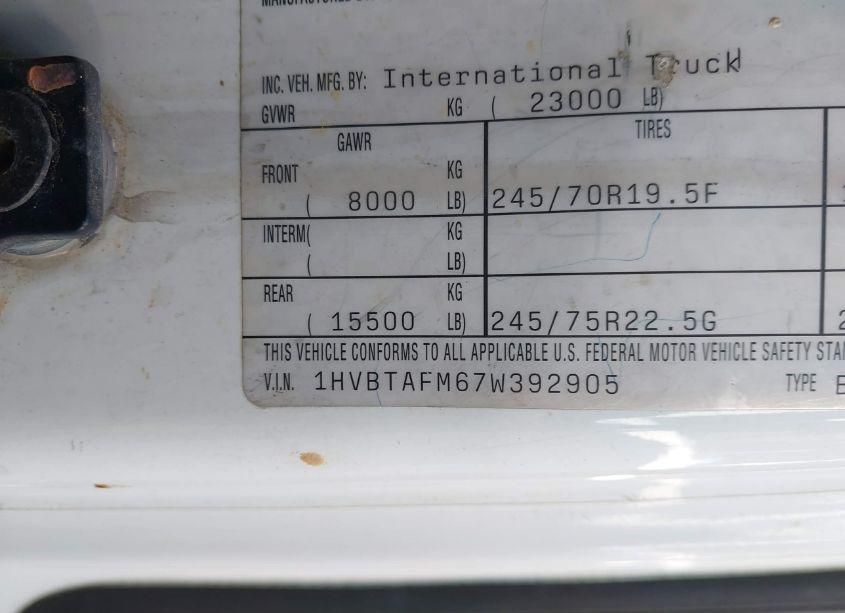 INC. VEH. MFG. BY: International Truck
GVWR KG ( 23000 LB)
GAWR TIRES
FRONT KG
( 8000 LB) 245/70R19.5F
INTERM( KG
( LB)
REAR KG
( 15500 LB) 245/75R22.5G
THIS VEHICLE CONFORMS TO ALL APPLICABLE U.S. FEDERAL MOTOR VEHICLE SAFETY STAN
V.I.N. 1HVBTAFM67W392905 TYPE